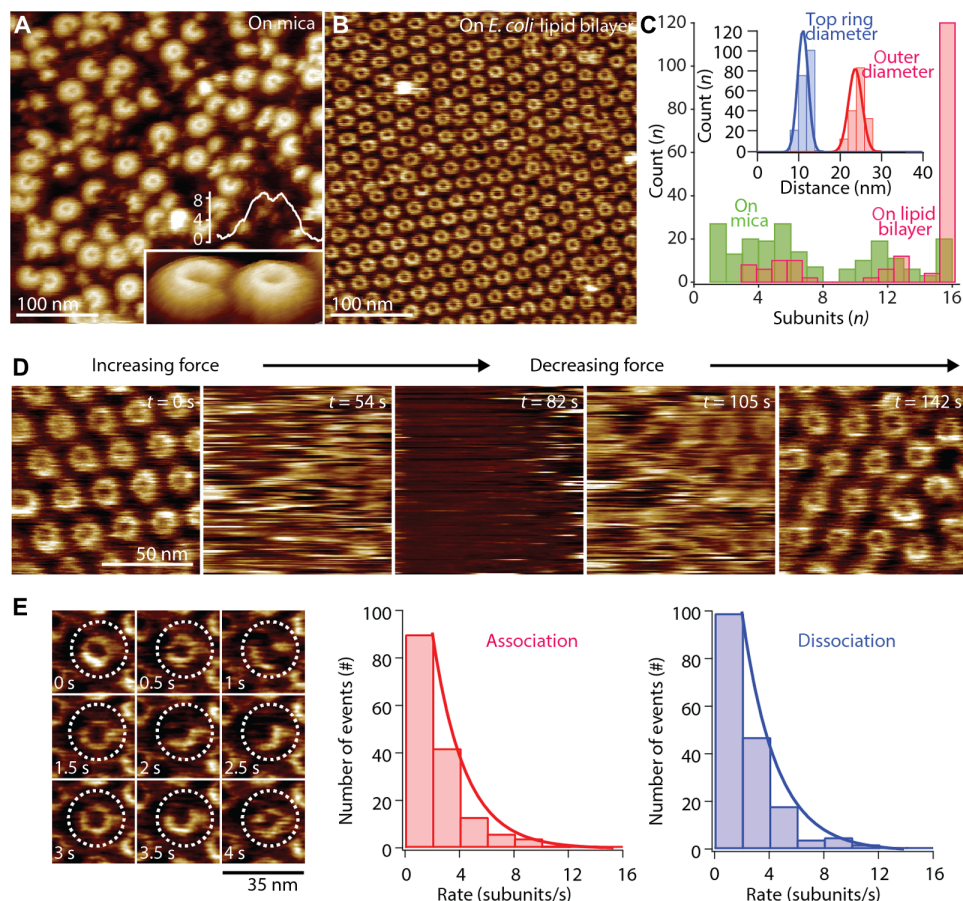 A
On mica
8
4
0
100 nm
B
On E. coli lipid bilayer
100 nm
C
120
100
80
60
40
20
0
Count (n)
4
8
12
16
Subunits (n)
On
mica
On lipid
bilayer
Top ring
diameter
Outer
diameter
120
100
80
60
40
20
0
Count (n)
0
10
20
30
40
Distance (nm)
D
Increasing force
Decreasing force
t = 0 s
t = 54 s
t = 82 s
t = 105 s
t = 142 s
50 nm
E
0 s
0.5 s
1 s
1.5 s
2 s
2.5 s
3 s
3.5 s
4 s
35 nm
Association
100
80
60
40
20
0
Number of events (#)
0
4
8
12
16
Rate (subunits/s)
Dissociation
100
80
60
40
20
0
Number of events (#)
0
4
8
12
16
Rate (subunits/s)